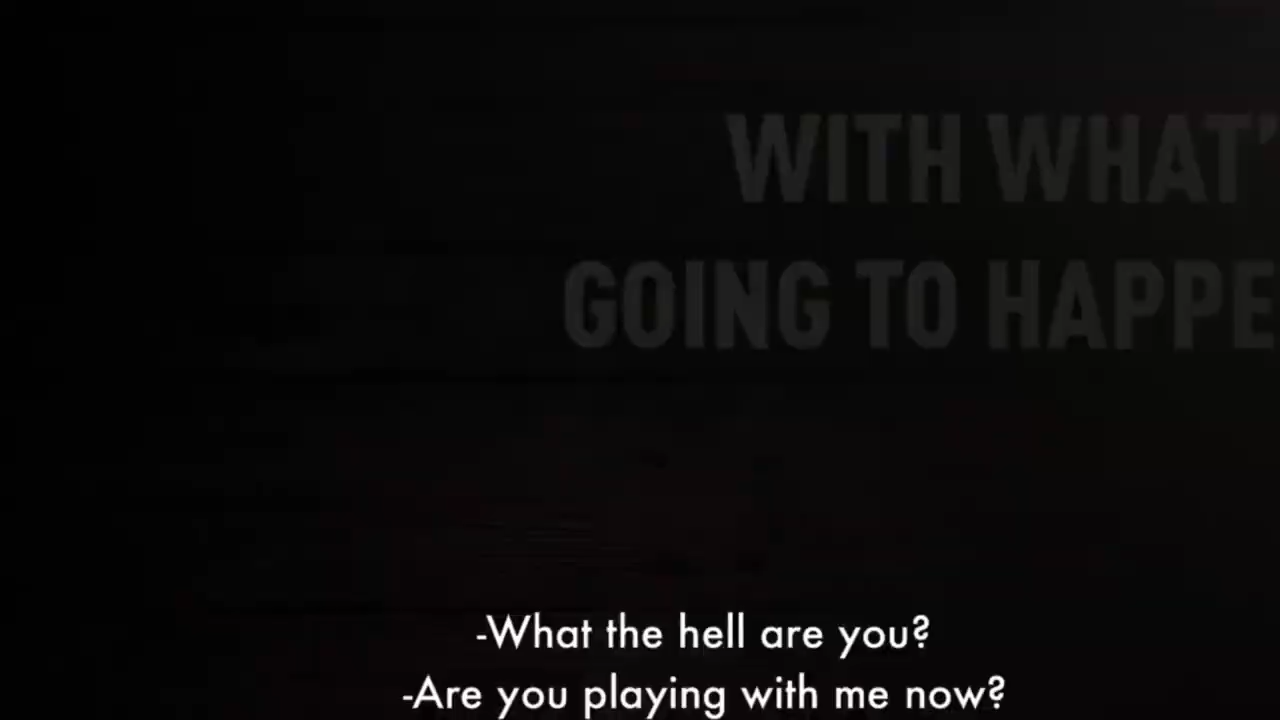 WITH WHAT'
GOING TO HAPPE
-What the hell are you?
-Are you playing with me now?